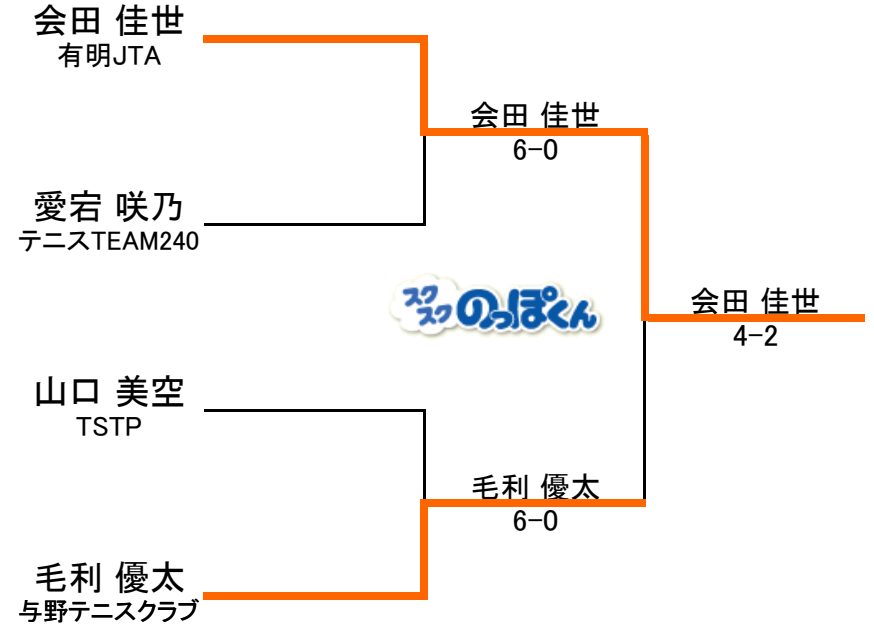 会田 佳世
有明JTA
会田 佳世
6-0
愛宕 咲乃
テニスTEAM240
スク
スク
のっぽくん
会田 佳世
4-2
山口 美空
TSTP
毛利 優太
6-0
毛利 優太
与野テニスクラブ